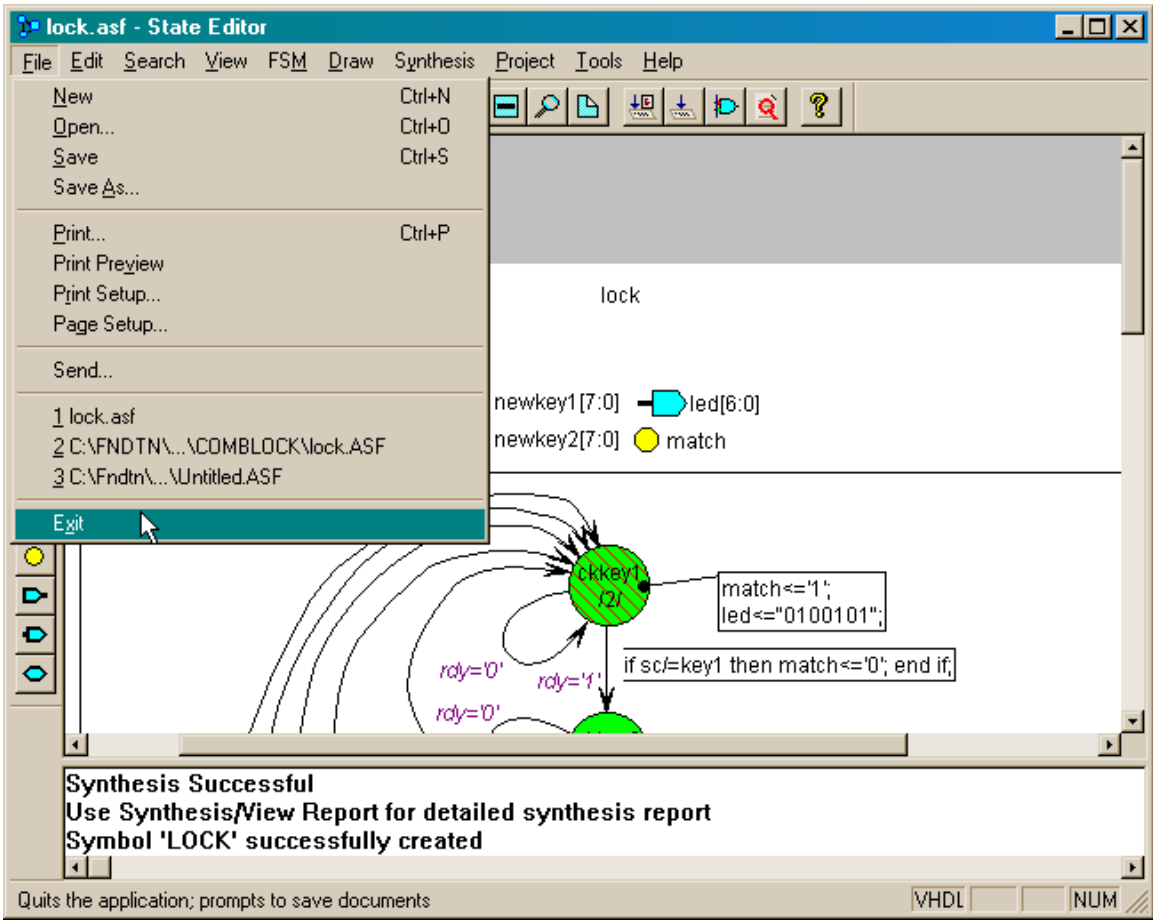 lock.asf - State Editor
File Edit Search View FSM Draw Synthesis Project Tools Help
New Ctrl+N
Open... Ctrl+O
Save Ctrl+S
Save As...
Print... Ctrl+P
Print Preview
Print Setup...
Page Setup...
Send...
1 lock.asf
2 C:\FNDTN\...\COMBLOCK\lock.ASF
3 C:\Fndtn\...\Untitled.ASF
Exit
lock
newkey1[7:0] led[6:0]
newkey2[7:0] match
ckkey1
/2/
match<='1';
led<="0100101";
if sc/=key1 then match<='0'; end if;
rdy='0'
rdy='1'
rdy='0'
Synthesis Successful
Use Synthesis/View Report for detailed synthesis report
Symbol 'LOCK' successfully created
Quits the application; prompts to save documents VHDL NUM